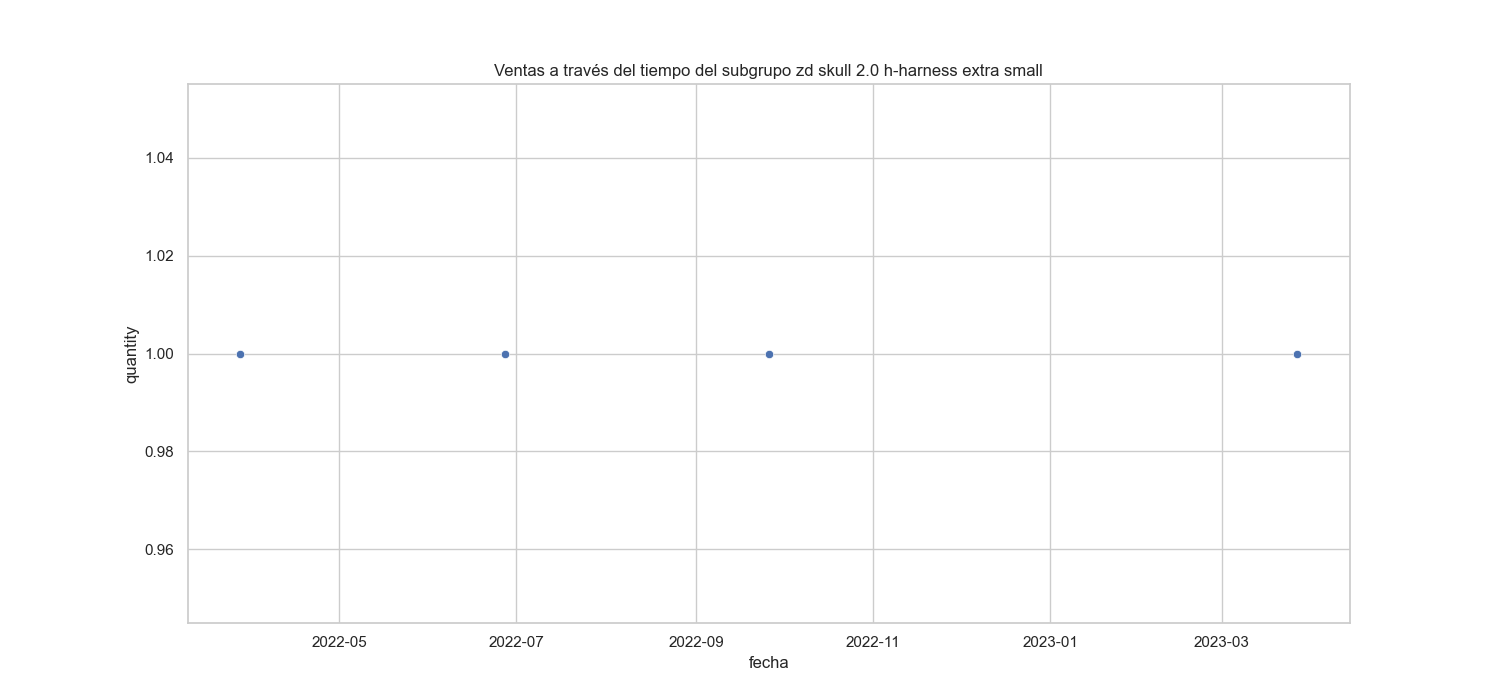 Ventas a través del tiempo del subgrupo zd skull 2.0 h-harness extra small
1.04
1.02
1.00
0.98
0.96
quantity
2022-05 2022-07 2022-09 2022-11 2023-01 2023-03
fecha